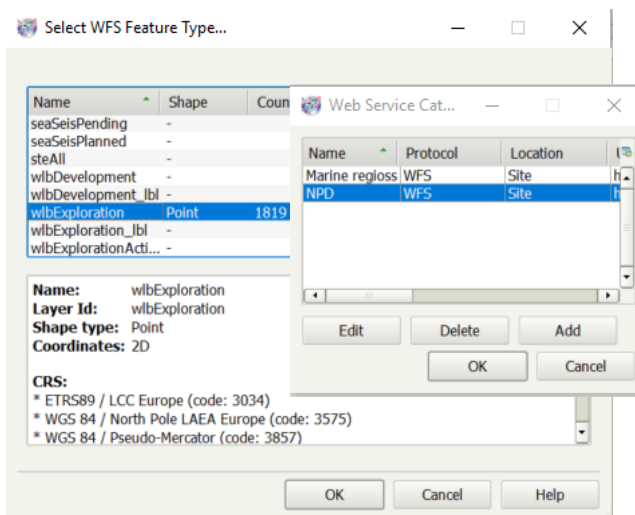 Select WFS Feature Type...
Name Shape Coun
seaSeisPending -
seaSeisPlanned -
steAll -
wlbDevelopment -
wlbDevelopment_lbl -
wlbExploration Point 1819
wlbExploration_lbl -
wlbExplorationActi... -
Name: wlbExploration
Layer Id: wlbExploration
Shape type: Point
Coordinates: 2D
CRS:
* ETRS89 / LCC Europe (code: 3034)
* WGS 84 / North Pole LAEA Europe (code: 3575)
* WGS 84 / Pseudo-Mercator (code: 3857)
OK Cancel Help
Web Service Cat...
Name Protocol Location
Marine regioss WFS Site h
NPD WFS Site h
Edit Delete Add
OK Cancel